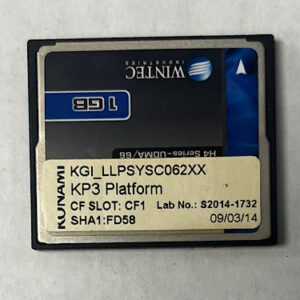 WINTEC
INDUSTRIES
1 GB
H4 Series-UDMA/66
KONAMI
KGI_LLPSYSC062XX
KP3 Platform
CF SLOT: CF1 Lab No.: S2014-1732
SHA1:FD58 09/03/14